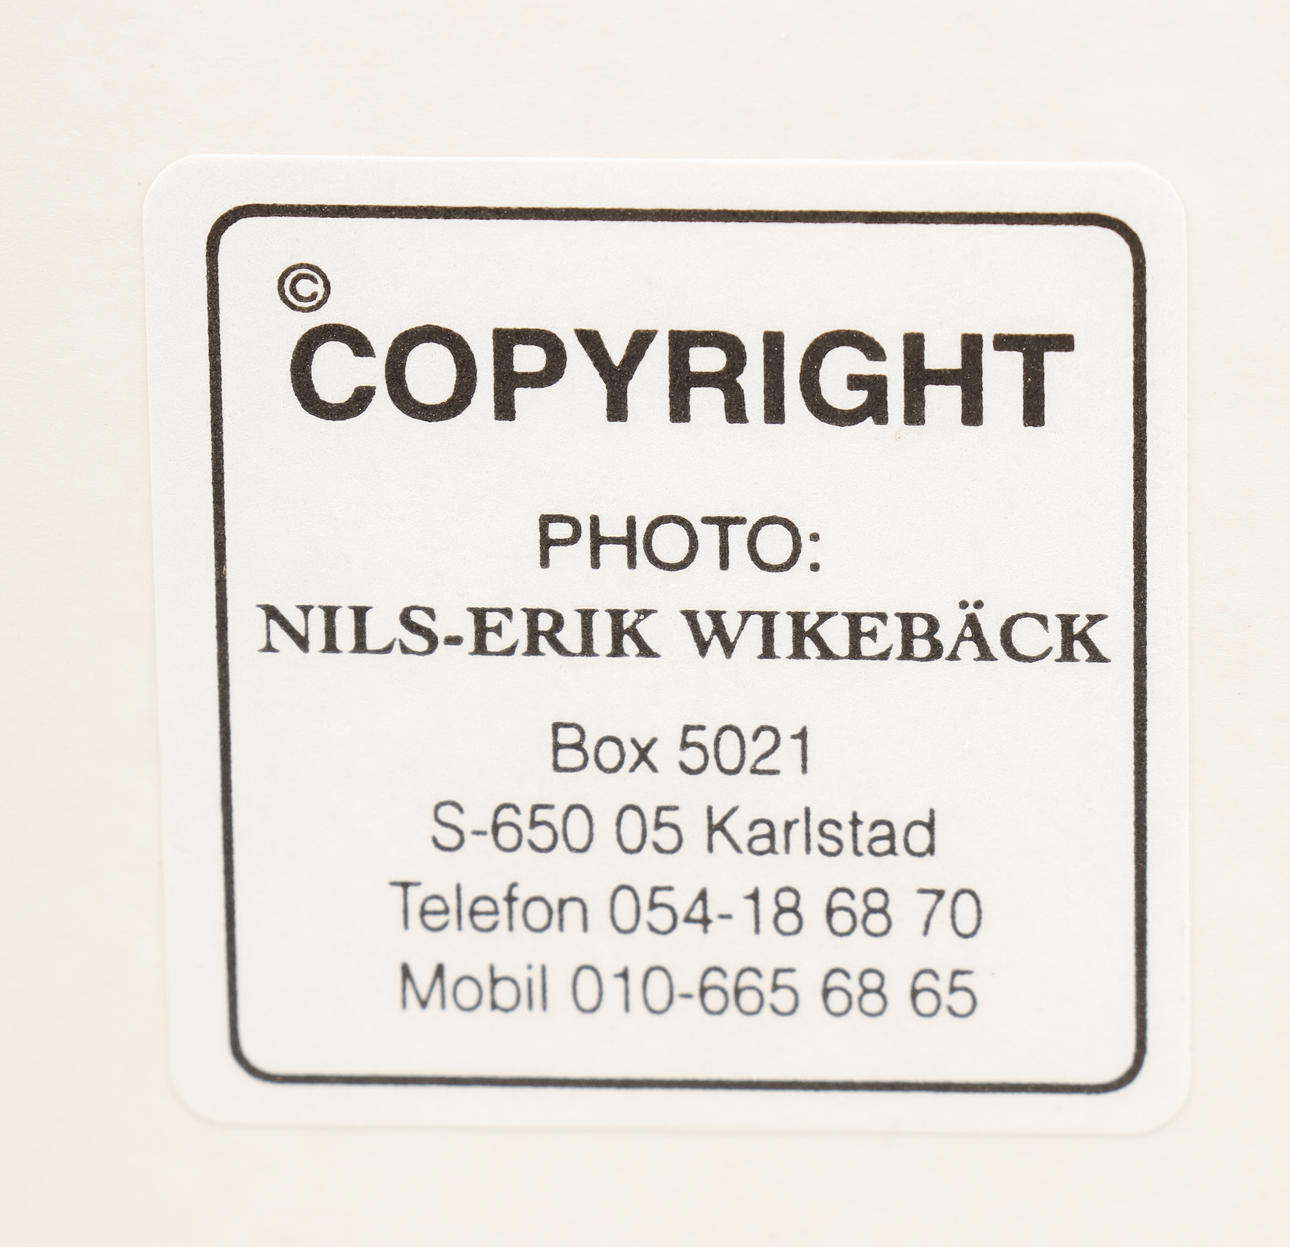 ©
COPYRIGHT
PHOTO:
NILS-ERIK WIKEBÄCK
Box 5021
S-650 05 Karlstad
Telefon 054-18 68 70
Mobil 010-665 68 65